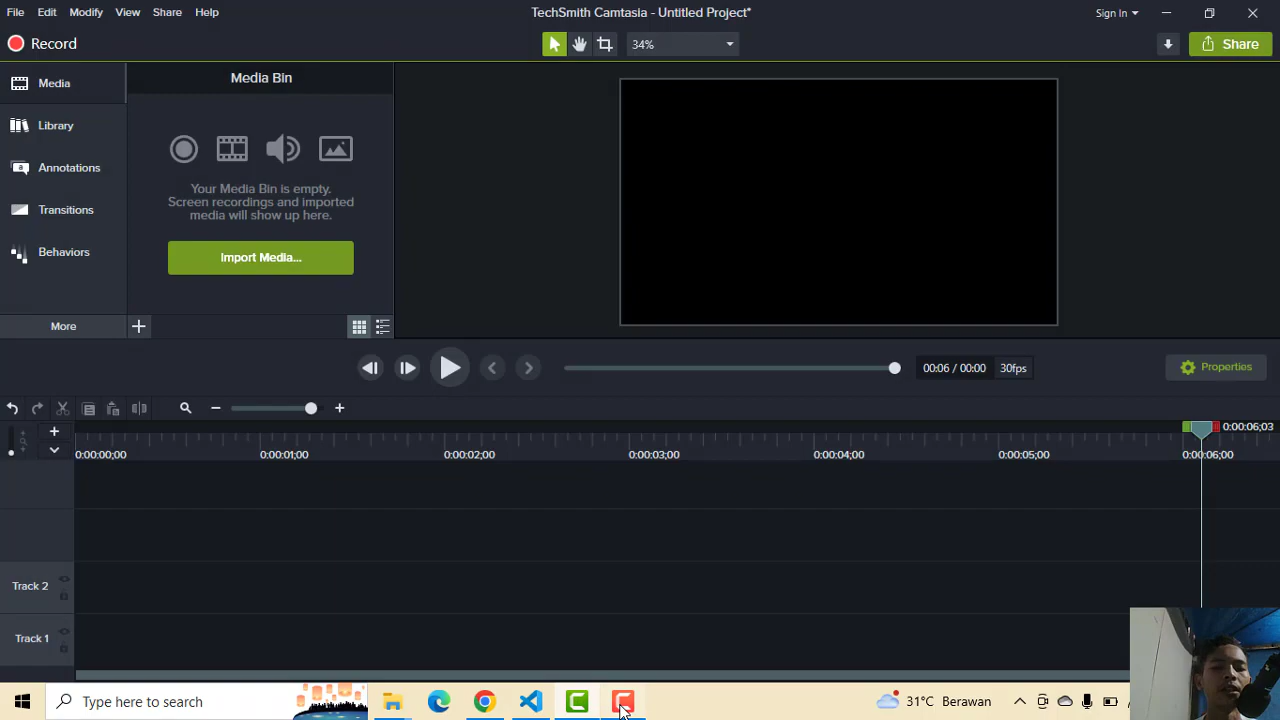 File Edit Modify View Share Help
TechSmith Camtasia - Untitled Project*
Sign In
Record
34%
Share
Media
Library
Annotations
Transitions
Behaviors
More
Media Bin
Your Media Bin is empty.
Screen recordings and imported
media will show up here.
Import Media...
00:06 / 00:00 30fps
Properties
0:00:06;03
0:00:00;00 0:00:01;00 0:00:02;00 0:00:03;00 0:00:04;00 0:00:05;00 0:00:06;00
Track 2
Track 1
Type here to search
31°C Berawan